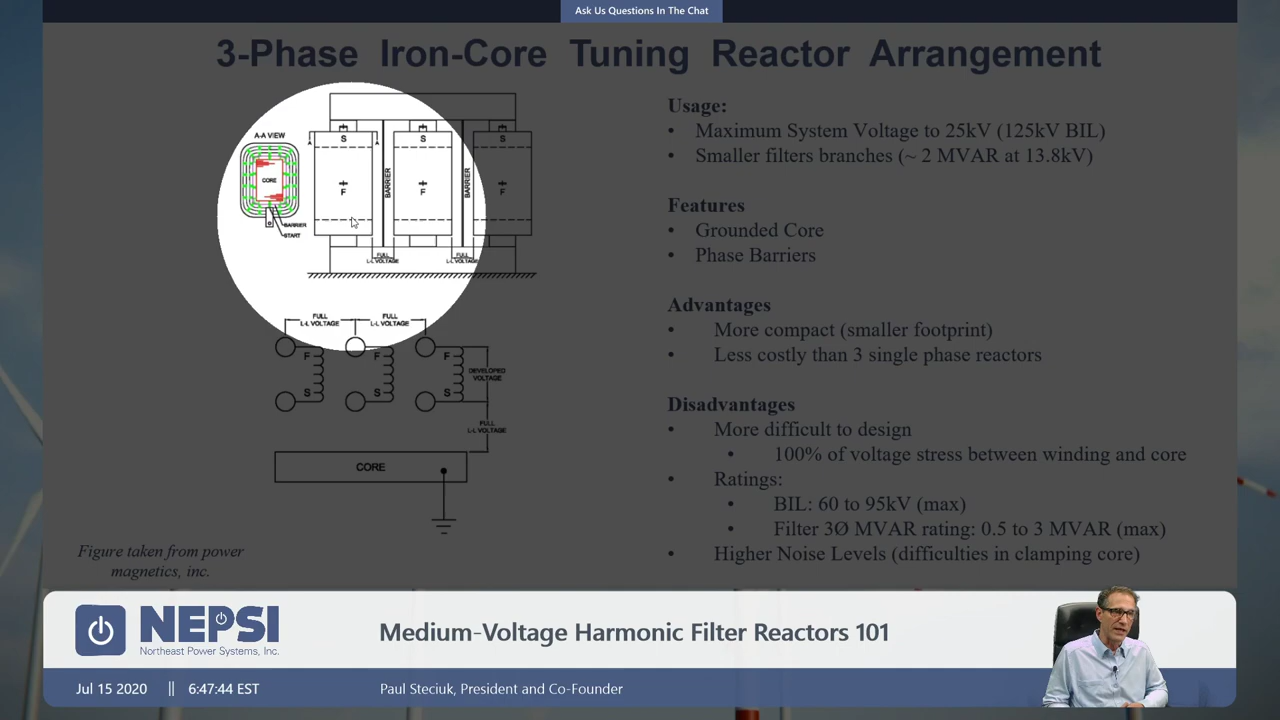 Ask Us Questions In The Chat
3-Phase Iron-Core Tuning Reactor Arrangement
A-A VIEW
CORE
BARRIER
START
A
A
S
F
BARRIER
S
F
BARRIER
S
F
FULL
L-L VOLTAGE
FULL
L-L VOLTAGE
FULL
L-L VOLTAGE
FULL
L-L VOLTAGE
F
S
F
S
F
S
DEVELOPED
VOLTAGE
FULL
L-L VOLTAGE
CORE
Figure taken from power
magnetics, inc.
Usage:
• Maximum System Voltage to 25kV (125kV BIL)
• Smaller filters branches (~ 2 MVAR at 13.8kV)
Features
• Grounded Core
• Phase Barriers
Advantages
• More compact (smaller footprint)
• Less costly than 3 single phase reactors
Disadvantages
• More difficult to design
• 100% of voltage stress between winding and core
• Ratings:
• BIL: 60 to 95kV (max)
• Filter 3Ø MVAR rating: 0.5 to 3 MVAR (max)
• Higher Noise Levels (difficulties in clamping core)
NEPSI
Northeast Power Systems, Inc.
Medium-Voltage Harmonic Filter Reactors 101
Jul 15 2020 || 6:47:44 EST
Paul Steciuk, President and Co-Founder